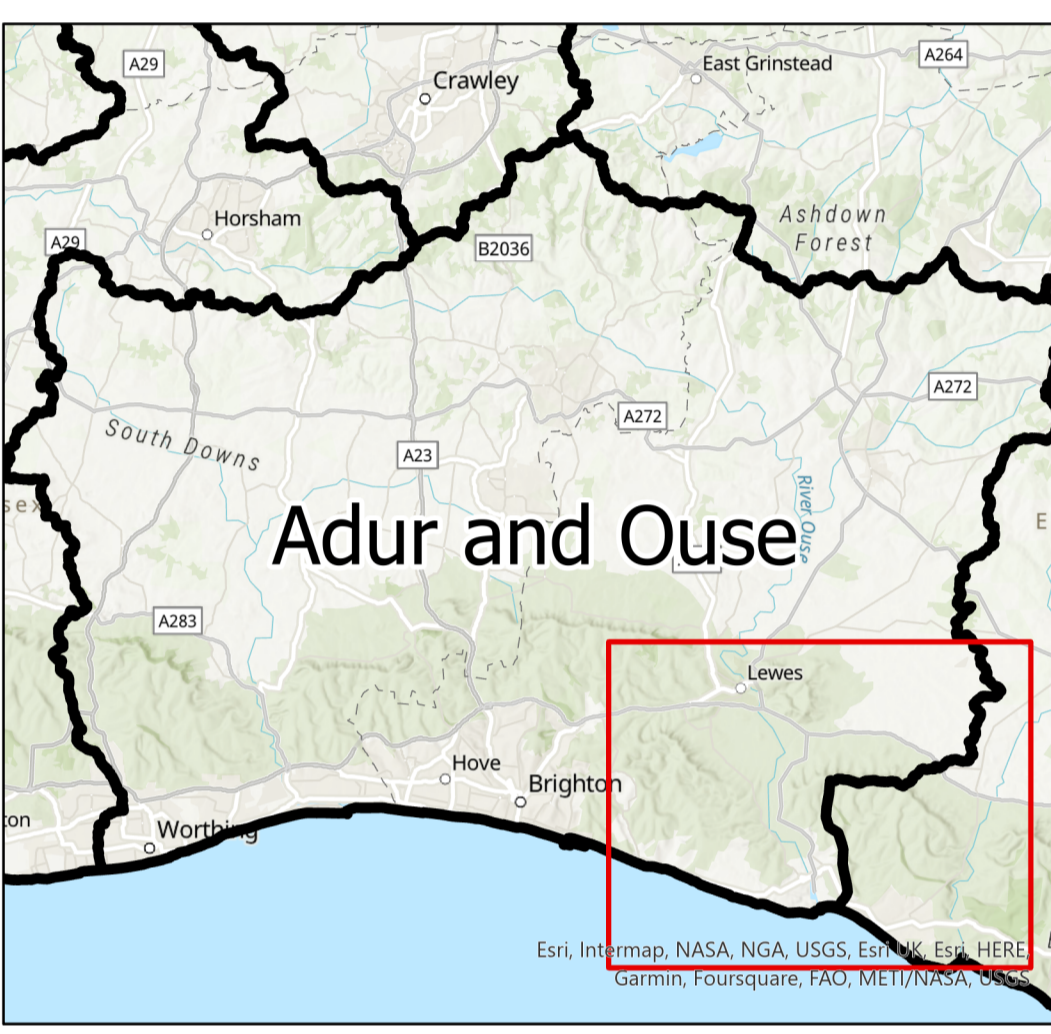 A29
Crawley
East Grinstead
A264
Horsham
Ashdown
Forest
A29
B2036
A272
A272
South Downs
A23
River Ouse
sex
E
Adur and Ouse
A283
Lewes
Hove
Brighton
ton
Worthing
Esri, Intermap, NASA, NGA, USGS, Esri UK, Esri, HERE,
Garmin, Foursquare, FAO, METI/NASA, USGS